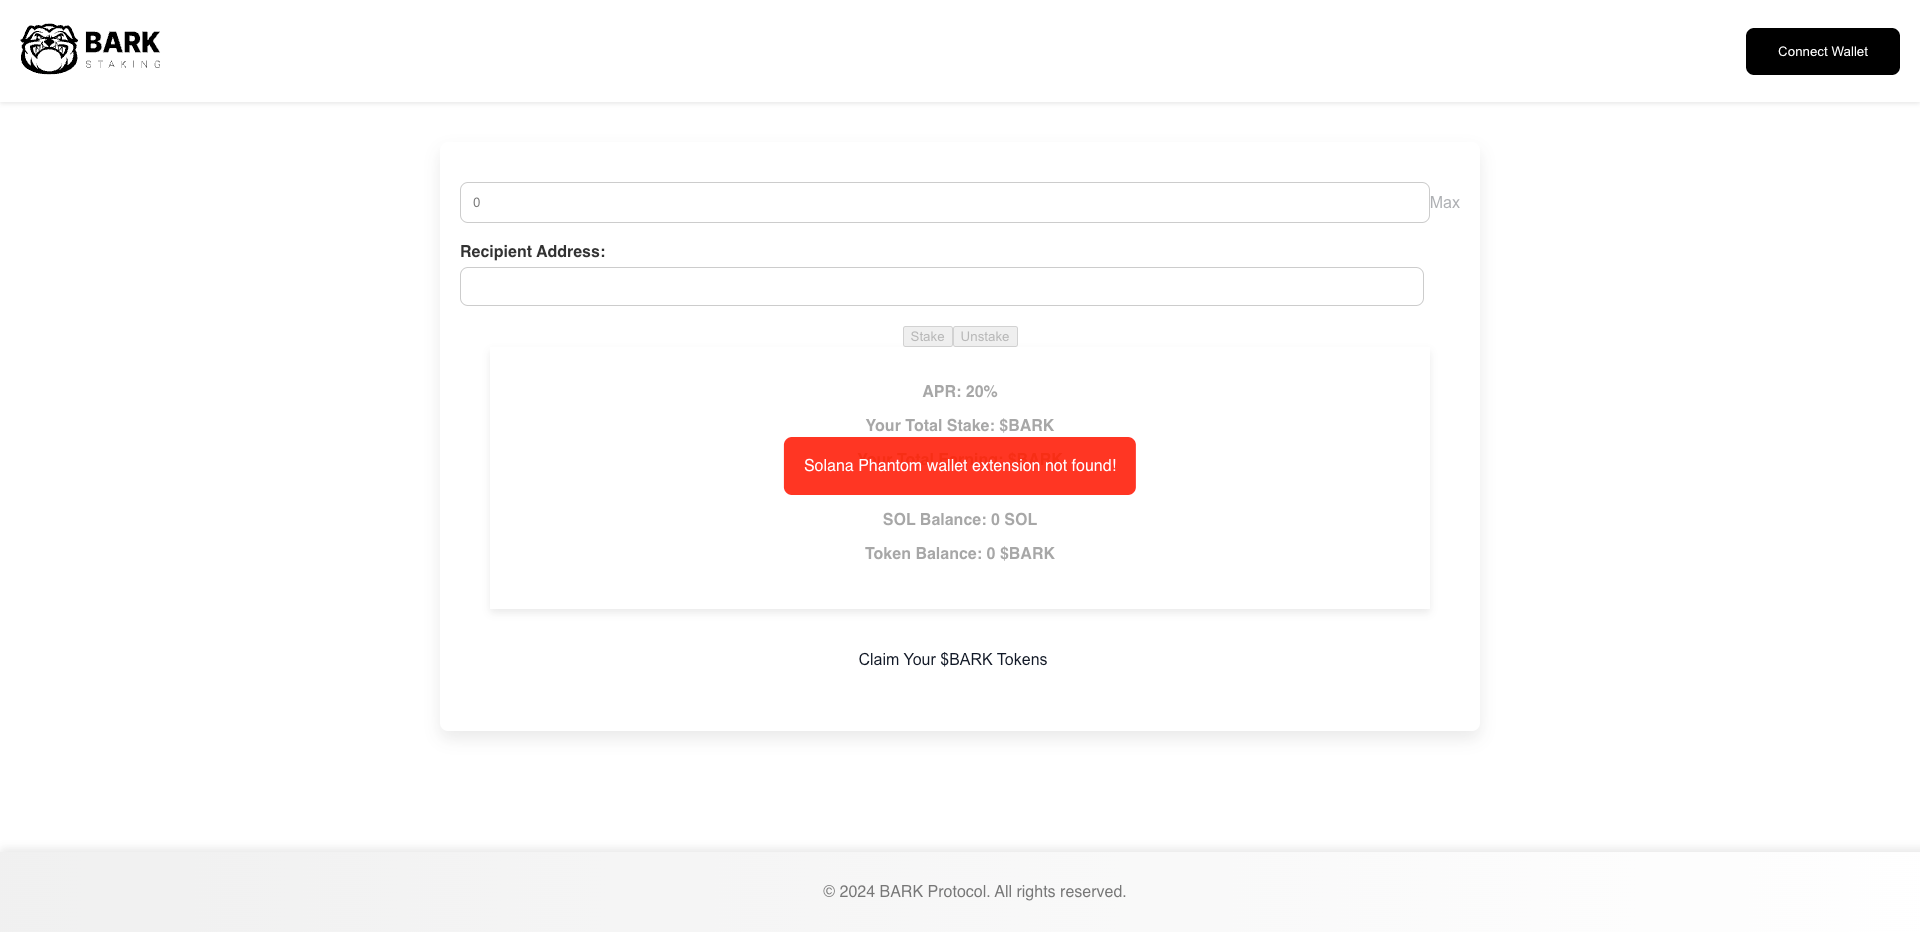 BARK
STAKING
Connect Wallet
0
Max
Recipient Address:
Stake
Unstake
APR: 20%
Your Total Stake: $BARK
Solana Phantom wallet extension not found!
SOL Balance: 0 SOL
Token Balance: 0 $BARK
Claim Your $BARK Tokens
© 2024 BARK Protocol. All rights reserved.